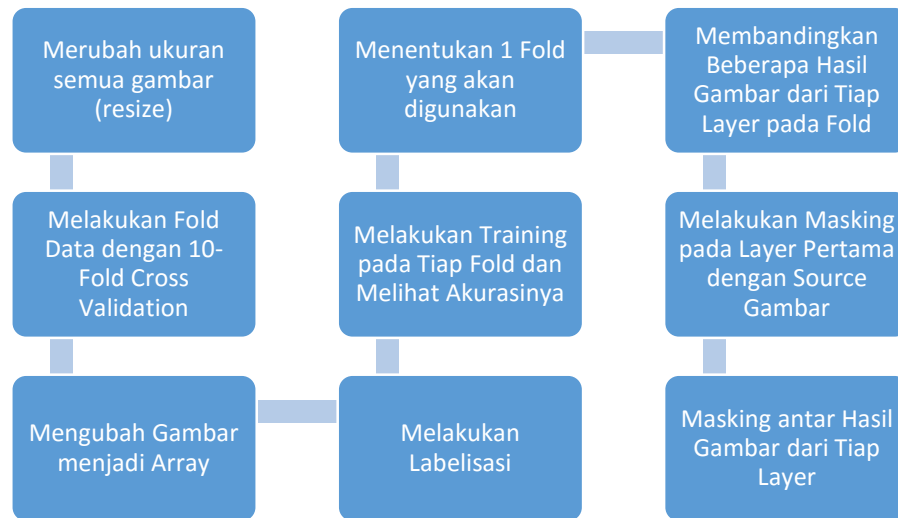 Merubah ukuran
semua gambar
(resize)
Melakukan Fold
Data dengan 10-
Fold Cross
Validation
Mengubah Gambar
menjadi Array
Melakukan
Labelisasi
Melakukan Training
pada Tiap Fold dan
Melihat Akurasinya
Menentukan 1 Fold
yang akan
digunakan
Membandingkan
Beberapa Hasil
Gambar dari Tiap
Layer pada Fold
Melakukan Masking
pada Layer Pertama
dengan Source
Gambar
Masking antar Hasil
Gambar dari Tiap
Layer